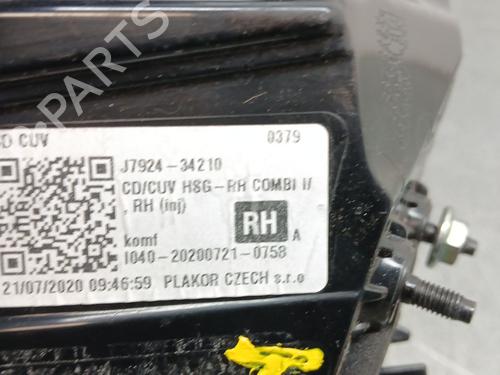 CUV
0379
J7924-34210
CD/CUV HSG-RR COMBI I/
, RH (inj)
RH
A
komf
I040-20200721-0758
21/07/2020 09:46:59 PLAKOR CZECH s.r.o
B-PARTS